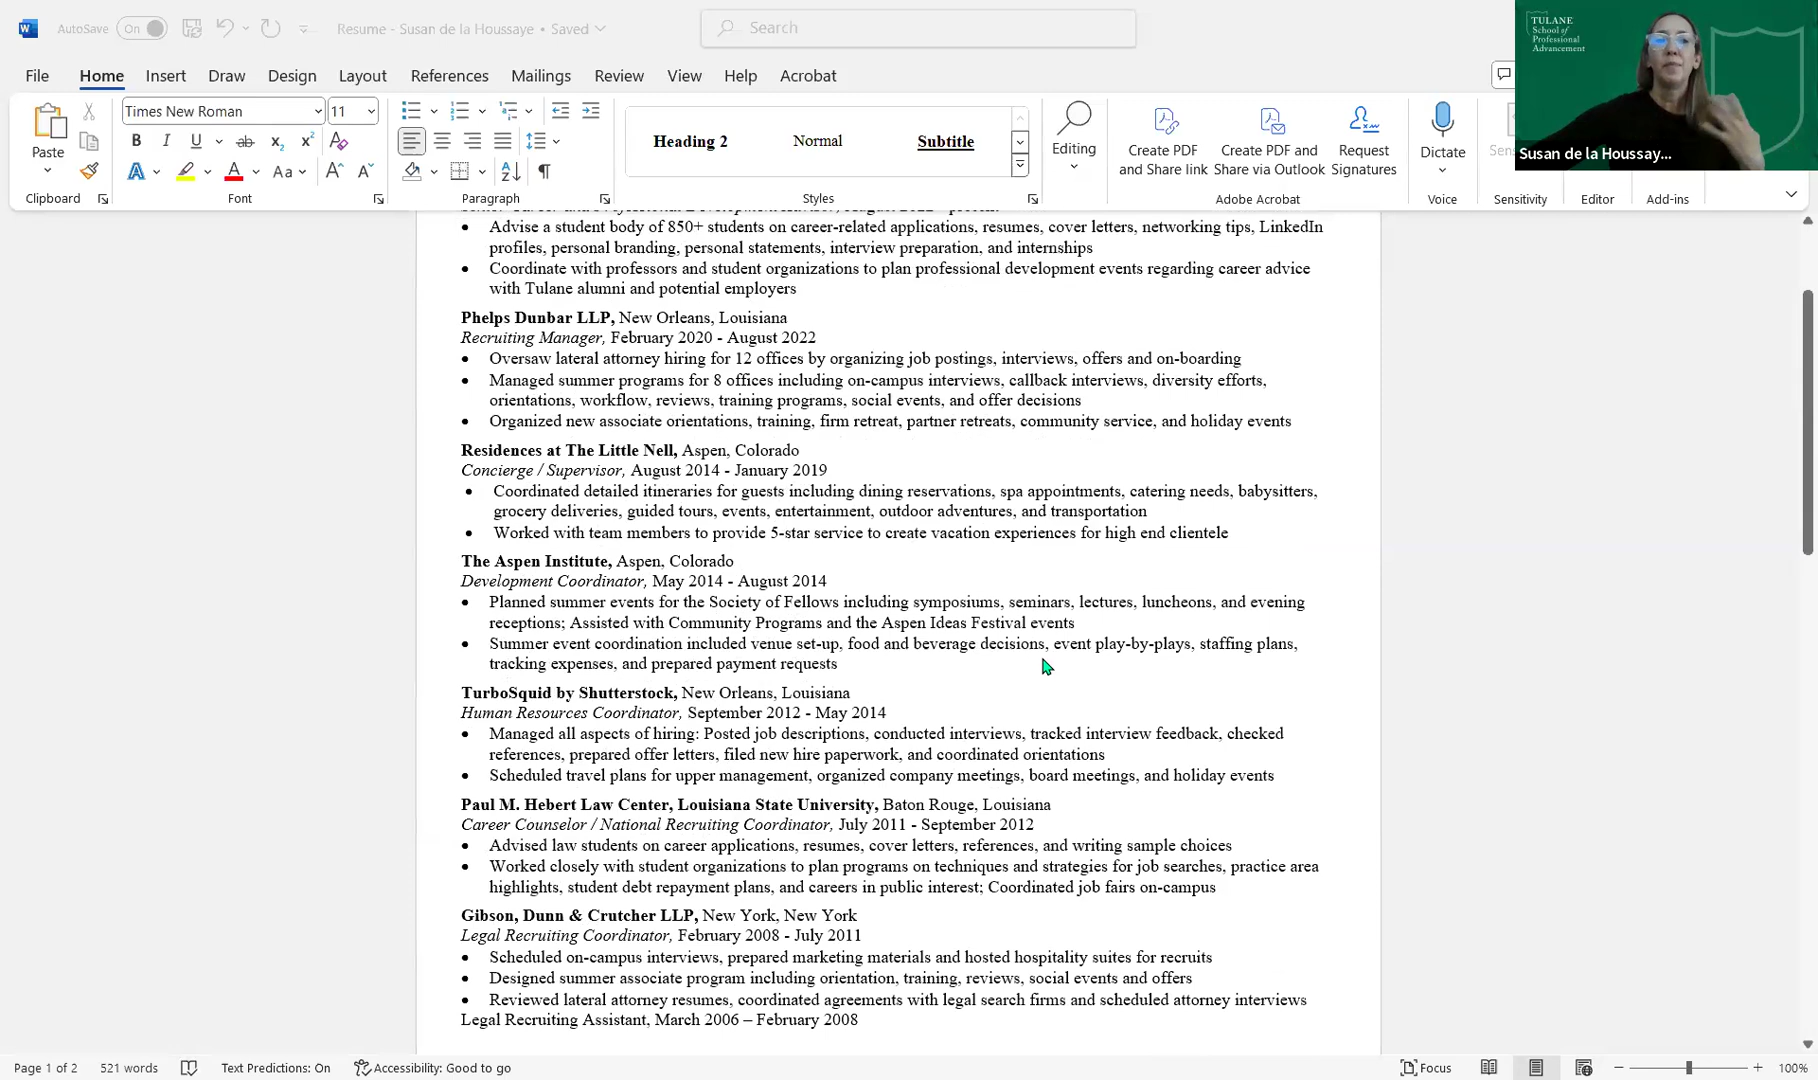 AutoSave On Resume - Susan de la Houssaye • Saved Search
TULANE
School of
Professional
Advancement
Susan de la Houssay...
File Home Insert Draw Design Layout References Mailings Review View Help Acrobat
Paste
Times New Roman 11
Heading 2 Normal Subtitle
Editing
Create PDF
and Share link
Create PDF and
Share via Outlook
Request
Signatures
Dictate
Clipboard Font Paragraph Styles Adobe Acrobat Voice Sensitivity Editor Add-ins
• Advise a student body of 850+ students on career-related applications, resumes, cover letters, networking tips, LinkedIn
profiles, personal branding, personal statements, interview preparation, and internships
• Coordinate with professors and student organizations to plan professional development events regarding career advice
with Tulane alumni and potential employers
Phelps Dunbar LLP, New Orleans, Louisiana
Recruiting Manager, February 2020 - August 2022
• Oversaw lateral attorney hiring for 12 offices by organizing job postings, interviews, offers and on-boarding
• Managed summer programs for 8 offices including on-campus interviews, callback interviews, diversity efforts,
orientations, workflow, reviews, training programs, social events, and offer decisions
• Organized new associate orientations, training, firm retreat, partner retreats, community service, and holiday events
Residences at The Little Nell, Aspen, Colorado
Concierge / Supervisor, August 2014 - January 2019
• Coordinated detailed itineraries for guests including dining reservations, spa appointments, catering needs, babysitters,
grocery deliveries, guided tours, events, entertainment, outdoor adventures, and transportation
• Worked with team members to provide 5-star service to create vacation experiences for high end clientele
The Aspen Institute, Aspen, Colorado
Development Coordinator, May 2014 - August 2014
• Planned summer events for the Society of Fellows including symposiums, seminars, lectures, luncheons, and evening
receptions; Assisted with Community Programs and the Aspen Ideas Festival events
• Summer event coordination included venue set-up, food and beverage decisions, event play-by-plays, staffing plans,
tracking expenses, and prepared payment requests
TurboSquid by Shutterstock, New Orleans, Louisiana
Human Resources Coordinator, September 2012 - May 2014
• Managed all aspects of hiring: Posted job descriptions, conducted interviews, tracked interview feedback, checked
references, prepared offer letters, filed new hire paperwork, and coordinated orientations
• Scheduled travel plans for upper management, organized company meetings, board meetings, and holiday events
Paul M. Hebert Law Center, Louisiana State University, Baton Rouge, Louisiana
Career Counselor / National Recruiting Coordinator, July 2011 - September 2012
• Advised law students on career applications, resumes, cover letters, references, and writing sample choices
• Worked closely with student organizations to plan programs on techniques and strategies for job searches, practice area
highlights, student debt repayment plans, and careers in public interest; Coordinated job fairs on-campus
Gibson, Dunn & Crutcher LLP, New York, New York
Legal Recruiting Coordinator, February 2008 - July 2011
• Scheduled on-campus interviews, prepared marketing materials and hosted hospitality suites for recruits
• Designed summer associate program including orientation, training, reviews, social events and offers
• Reviewed lateral attorney resumes, coordinated agreements with legal search firms and scheduled attorney interviews
Legal Recruiting Assistant, March 2006 – February 2008
Page 1 of 2 521 words Text Predictions: On Accessibility: Good to go Focus 100%